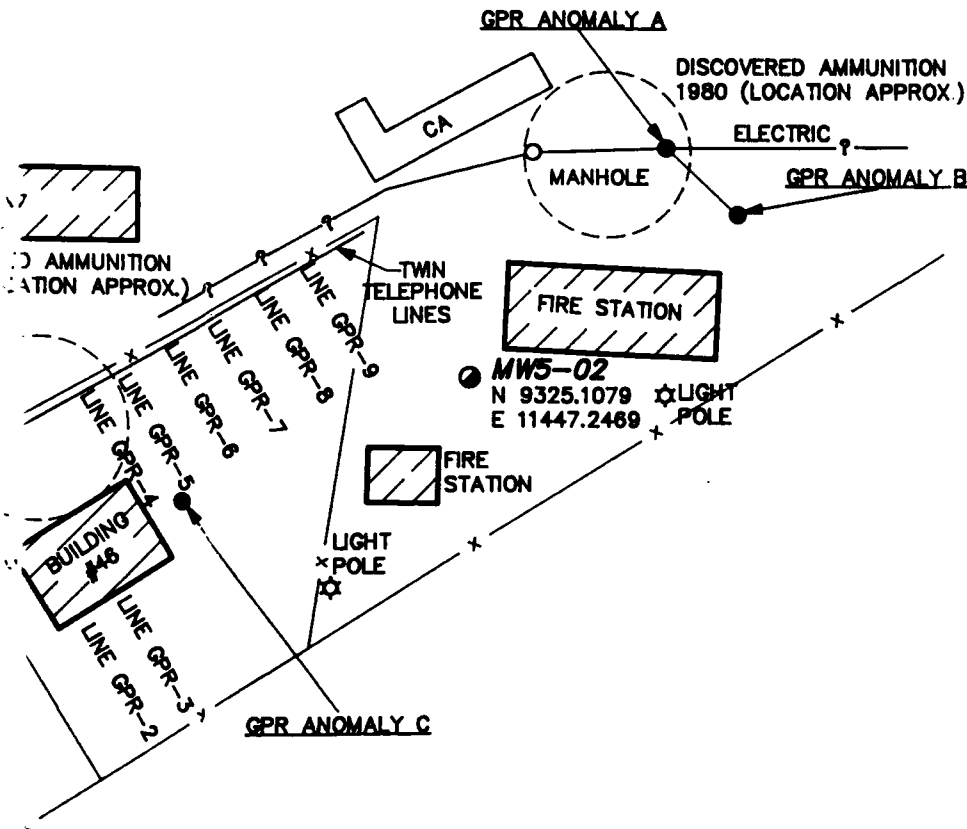 GPR ANOMALY A
DISCOVERED AMMUNITION
1980 (LOCATION APPROX.)
CA
ELECTRIC
MANHOLE
GPR ANOMALY B
AMMUNITION
APPROX.)
TWIN
TELEPHONE
LINES
FIRE STATION
LINE GPR-9
LINE GPR-8
LINE GPR-7
LINE GPR-6
LINE GPR-5
LINE GPR-4
MW5-02
N 9325.1079
E 11447.2469
LIGHT
POLE
FIRE
STATION
BUILDING
#46
LIGHT
POLE
LINE GPR-3
LINE GPR-2
GPR ANOMALY C